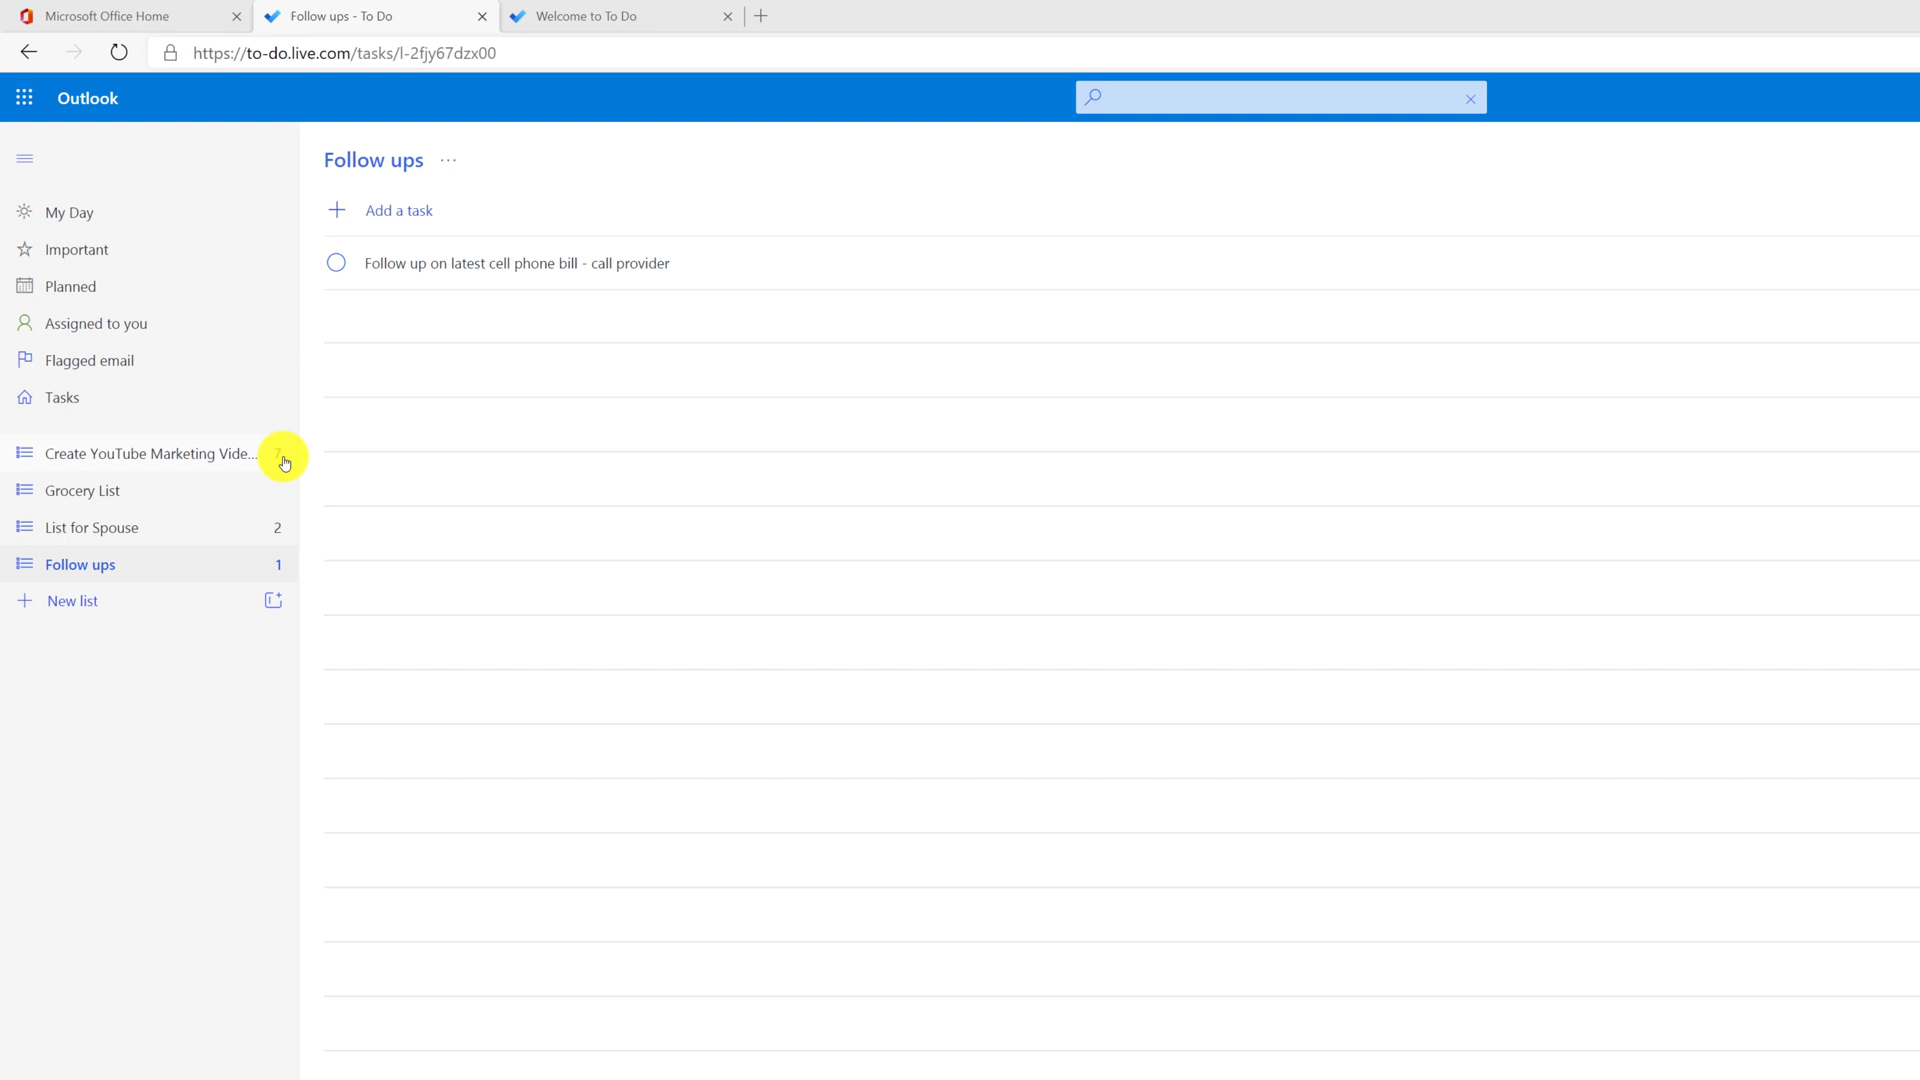 Microsoft Office Home
Follow ups - To Do
Welcome to To Do
https://to-do.live.com/tasks/l-2fjy67dzx00
Outlook
Follow ups ...
Add a task
Follow up on latest cell phone bill - call provider
My Day
Important
Planned
Assigned to you
Flagged email
Tasks
Create YouTube Marketing Vide... 7
Grocery List
List for Spouse 2
Follow ups 1
New list